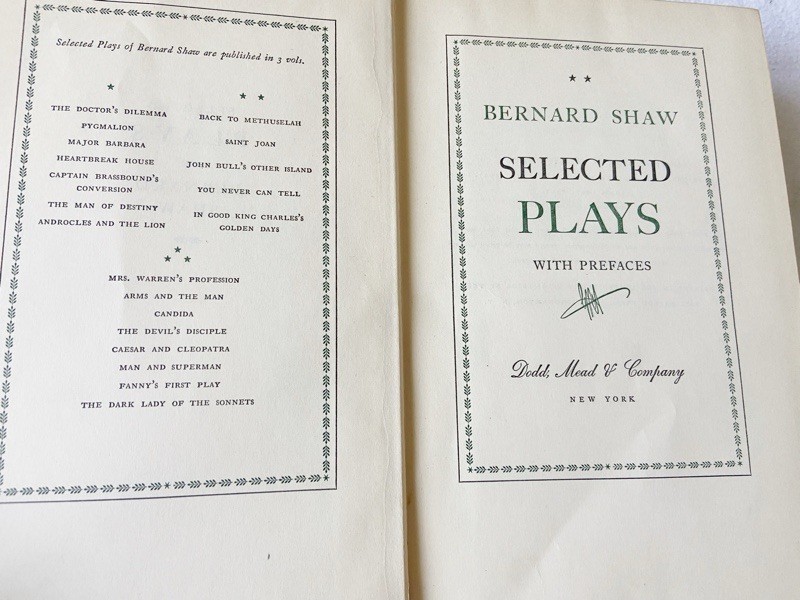 Selected Plays of Bernard Shaw are published in 3 vols.
★
THE DOCTOR'S DILEMMA
PYGMALION
MAJOR BARBARA
HEARTBREAK HOUSE
CAPTAIN BRASSBOUND'S
CONVERSION
THE MAN OF DESTINY
ANDROCLES AND THE LION
★ ★
BACK TO METHUSELAH
SAINT JOAN
JOHN BULL'S OTHER ISLAND
YOU NEVER CAN TELL
IN GOOD KING CHARLES'S
GOLDEN DAYS
★
★ ★
MRS. WARREN'S PROFESSION
ARMS AND THE MAN
CANDIDA
THE DEVIL'S DISCIPLE
CAESAR AND CLEOPATRA
MAN AND SUPERMAN
FANNY'S FIRST PLAY
THE DARK LADY OF THE SONNETS
★ ★
BERNARD SHAW
SELECTED
PLAYS
WITH PREFACES
Dodd, Mead & Company
NEW YORK